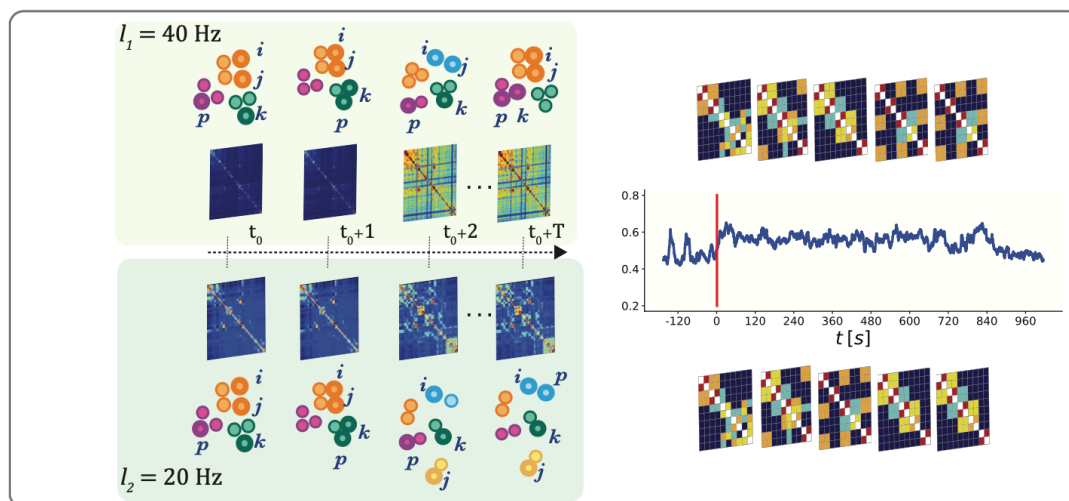 l₁ = 40 Hz
i i i i
j j j j
k k k
p p p k
p
...
t₀ t₀+1 t₀+2 t₀+T
...
i i i p
j j i
k k k k
p p p j
j
l₂ = 20 Hz
0.8
0.6
0.4
0.2
-120 0 120 240 360 480 600 720 840 960
t [s]